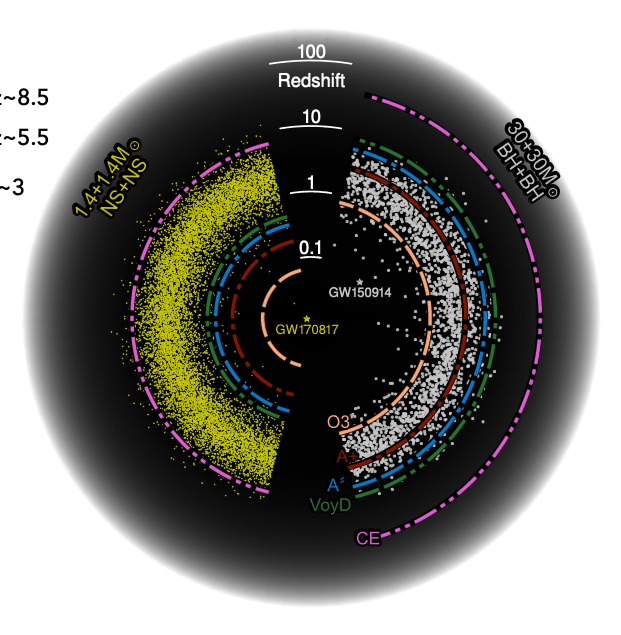 100
Redshift
z~8.5
10
z~5.5
1.4+1.4M⊙
NS+NS
30+30M⊙
BH+BH
~3
1
0.1
GW150914
GW170817
O3
A+
A♯
VoyD
CE